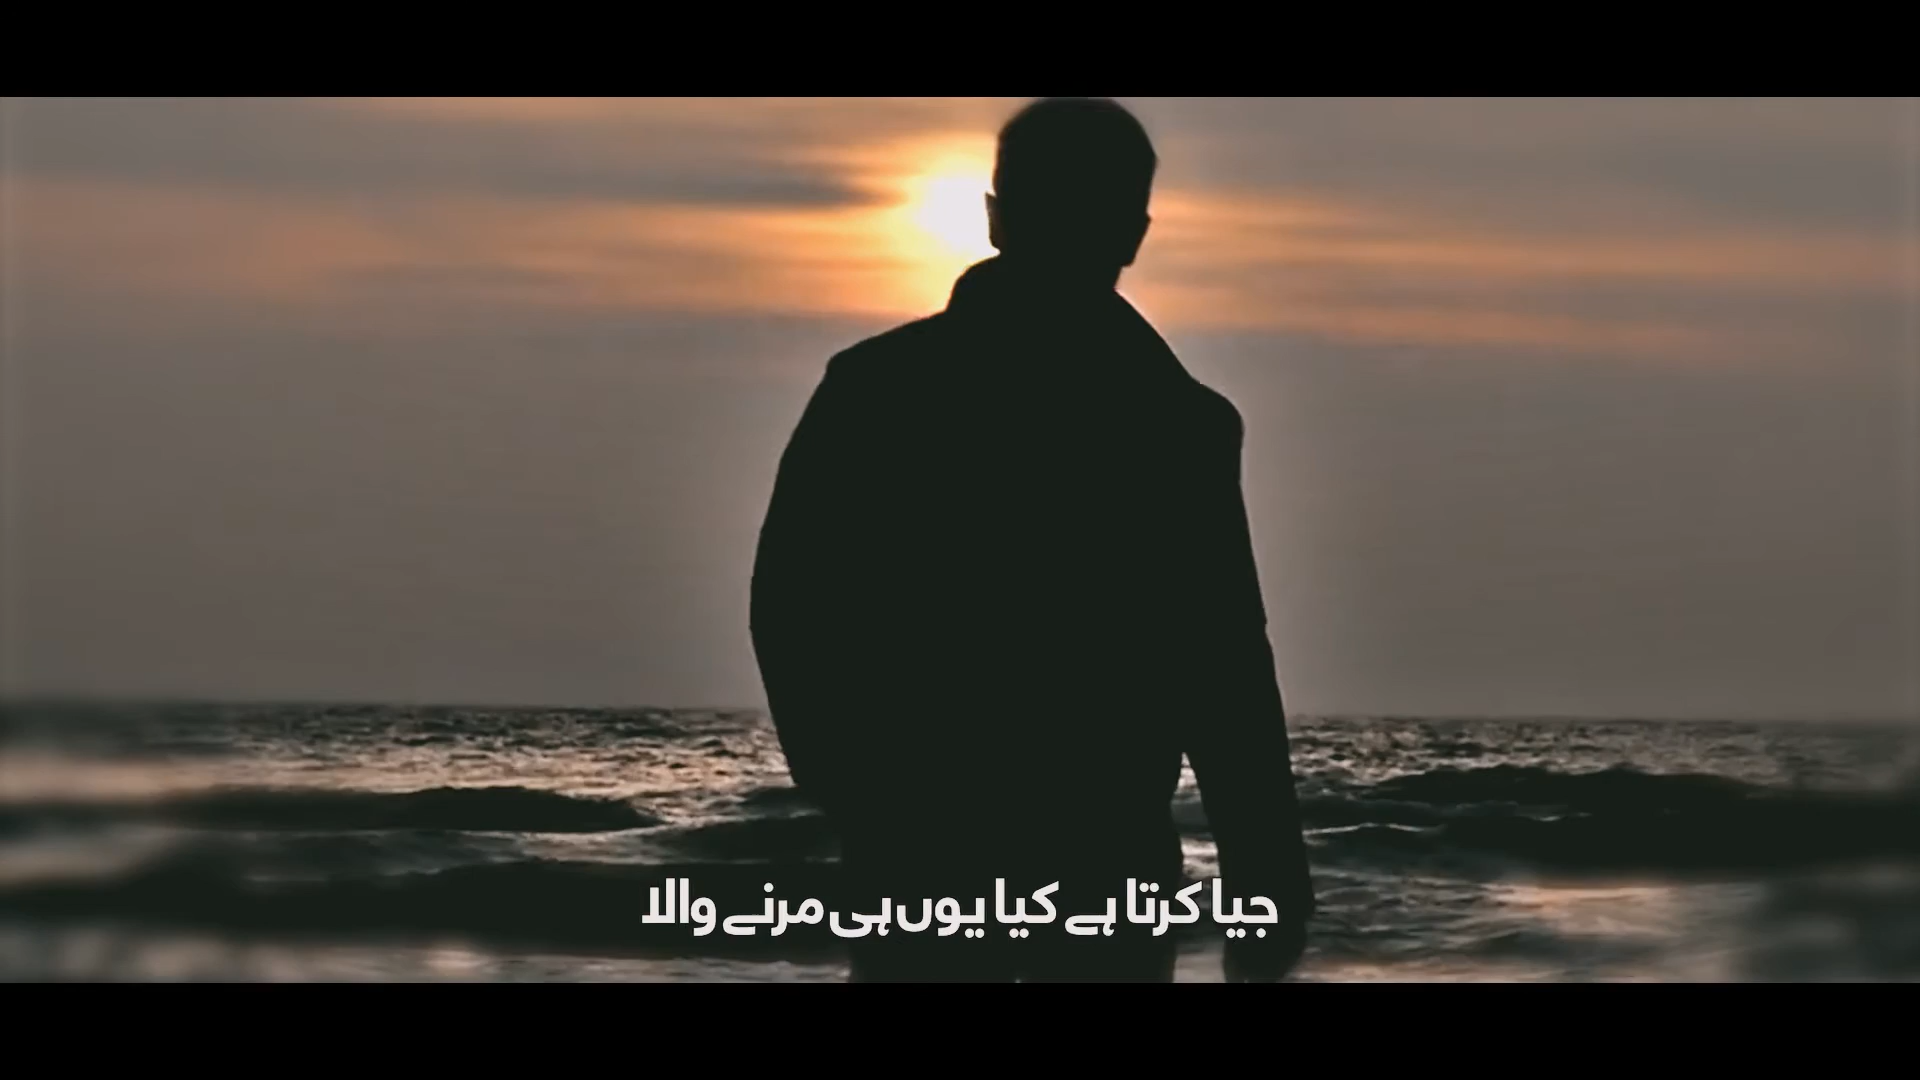 جیا کرتا ہے کیا یوں ہی مرنے والا